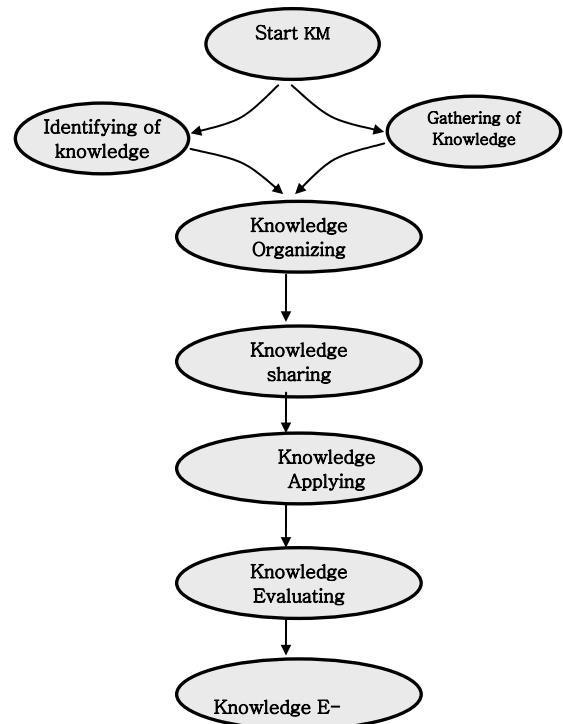 Start KM
Identifying of
knowledge
Gathering of
Knowledge
Knowledge
Organizing
Knowledge
sharing
Knowledge
Applying
Knowledge
Evaluating
Knowledge E-